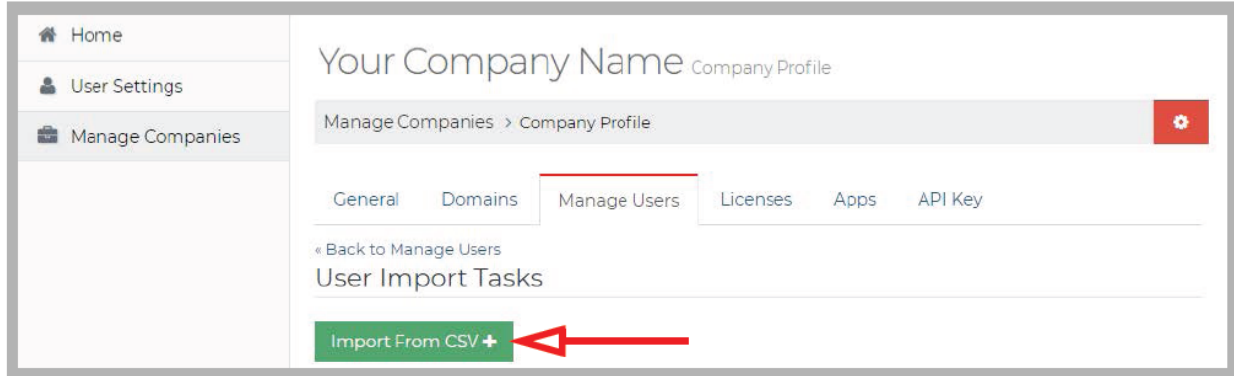 Home
User Settings
Manage Companies
Your Company Name Company Profile
Manage Companies > Company Profile
General Domains Manage Users Licenses Apps API Key
« Back to Manage Users
User Import Tasks
Import From CSV +